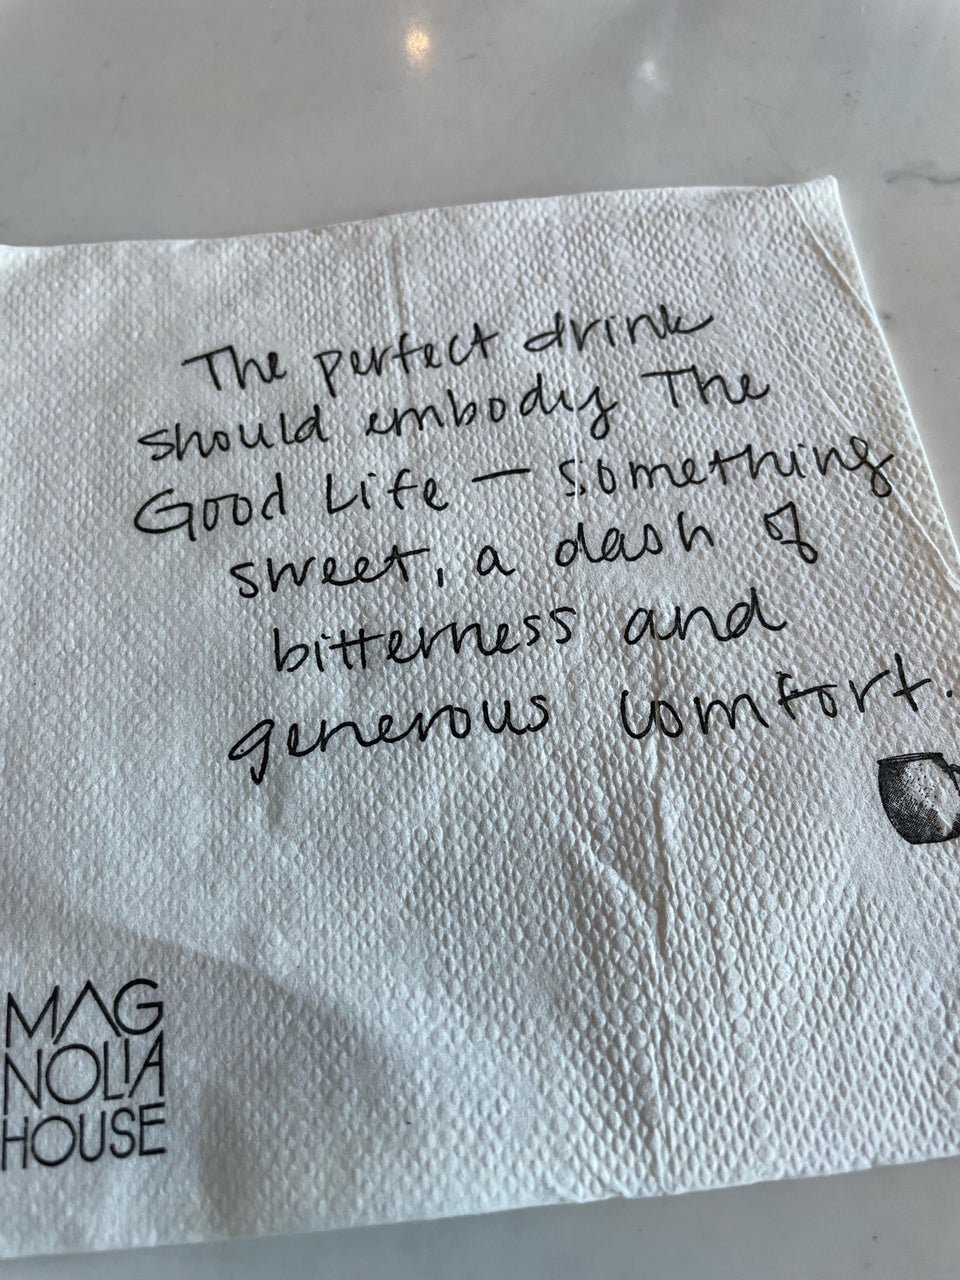 The perfect drink
should embody The
Good Life — something
sweet, a dash of
bitterness and
generous comfort.
MAG
NOLIA
HOUSE